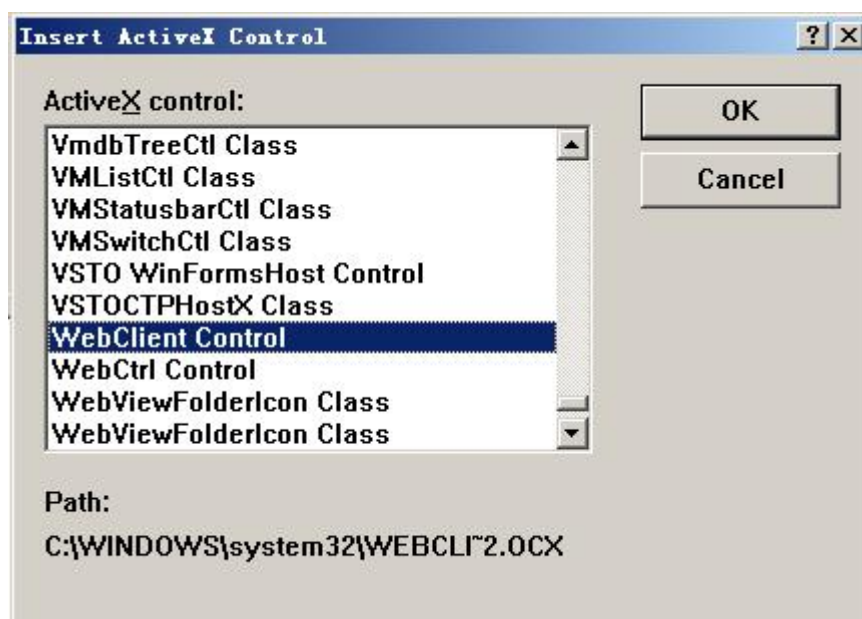 Insert ActiveX Control
ActiveX control:
VmdbTreeCtl Class
VMListCtl Class
VMStatusbarCtl Class
VMSwitchCtl Class
VSTO WinFormsHost Control
VSTOCTPHostX Class
WebClient Control
WebCtrl Control
WebViewFolderIcon Class
WebViewFolderIcon Class
OK
Cancel
Path:
C:\WINDOWS\system32\WEBCLI~2.OCX